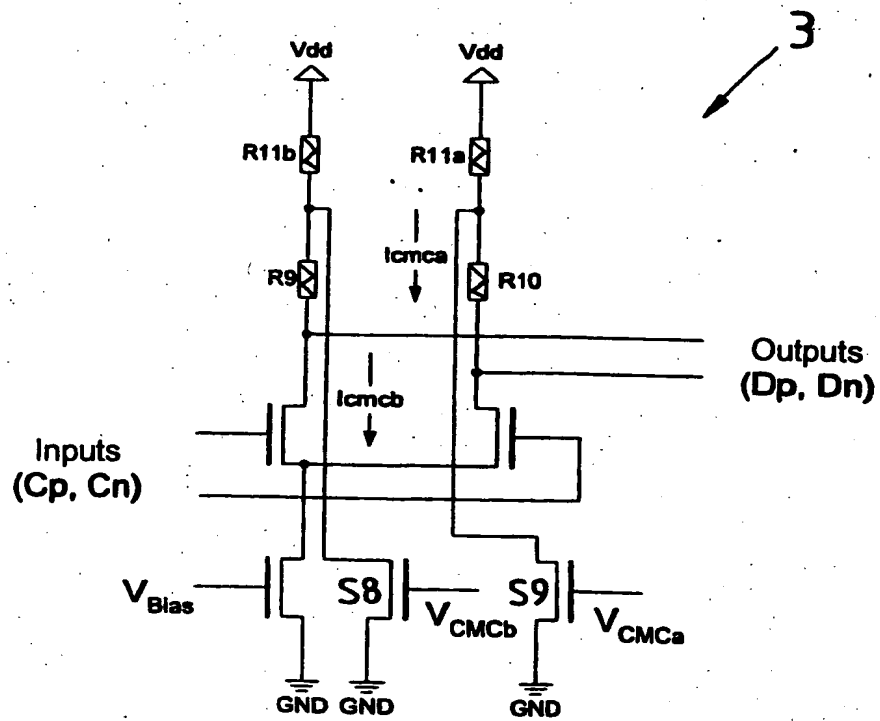 3
Vdd
Vdd
R11b
R11a
Icmca
R9
R10
Outputs
(Dp, Dn)
Icmcb
Inputs
(Cp, Cn)
VBias
S8
VCMCb
S9
VCMCa
GND
GND
GND